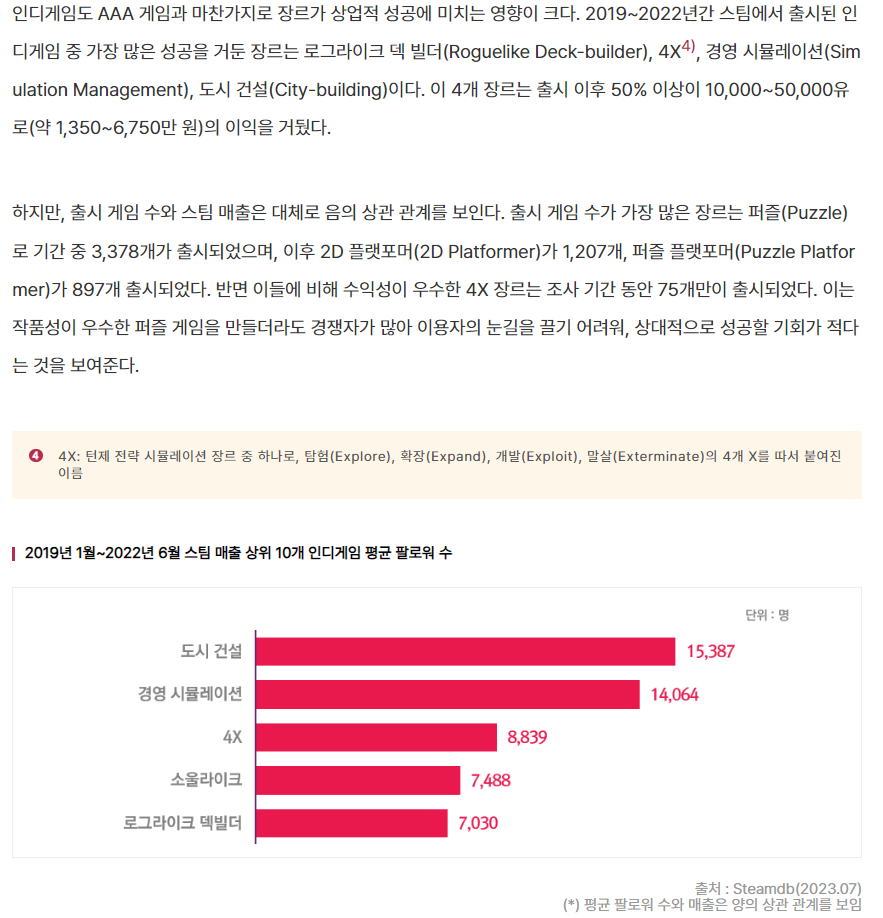 인디게임도 AAA 게임과 마찬가지로 장르가 상업적 성공에 미치는 영향이 크다. 2019~2022년간 스팀에서 출시된 인
디게임 중 가장 많은 성공을 거둔 장르는 로그라이크 덱 빌더(Roguelike Deck-builder), 4X4), 경영 시뮬레이션(Sim
ulation Management), 도시 건설(City-building)이다. 이 4개 장르는 출시 이후 50% 이상이 10,000~50,000유
로(약 1,350~6,750만 원)의 이익을 거뒀다.
하지만, 출시 게임 수와 스팀 매출은 대체로 음의 상관 관계를 보인다. 출시 게임 수가 가장 많은 장르는 퍼즐(Puzzle)
로 기간 중 3,378개가 출시되었으며, 이후 2D 플랫포머(2D Platformer)가 1,207개, 퍼즐 플랫포머(Puzzle Platfor
mer)가 897개 출시되었다. 반면 이들에 비해 수익성이 우수한 4X 장르는 조사 기간 동안 75개만이 출시되었다. 이는
작품성이 우수한 퍼즐 게임을 만들더라도 경쟁자가 많아 이용자의 눈길을 끌기 어려워, 상대적으로 성공할 기회가 적다
는 것을 보여준다.
4 4X: 턴제 전략 시뮬레이션 장르 중 하나로, 탐험(Explore), 확장(Expand), 개발(Exploit), 말살(Exterminate)의 4개 X를 따서 붙여진
이름
2019년 1월~2022년 6월 스팀 매출 상위 10개 인디게임 평균 팔로워 수
단위 : 명
도시 건설 15,387
경영 시뮬레이션 14,064
4X 8,839
소울라이크 7,488
로그라이크 덱빌더 7,030
출처 : Steamdb(2023.07)
(*) 평균 팔로워 수와 매출은 양의 상관 관계를 보임